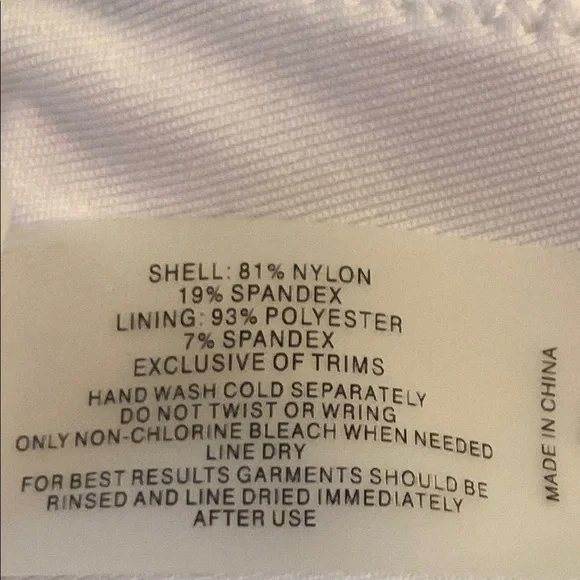 SHELL: 81% NYLON
19% SPANDEX
LINING: 93% POLYESTER
7% SPANDEX
EXCLUSIVE OF TRIMS
HAND WASH COLD SEPARATELY
DO NOT TWIST OR WRING
ONLY NON-CHLORINE BLEACH WHEN NEEDED
LINE DRY
FOR BEST RESULTS GARMENTS SHOULD BE
RINSED AND LINE DRIED IMMEDIATELY
AFTER USE
MADE IN CHINA